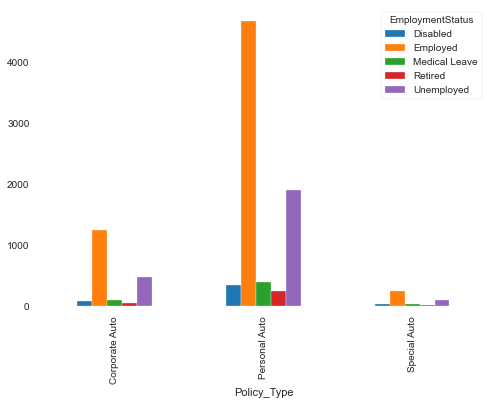 EmploymentStatus
Disabled
Employed
Medical Leave
Retired
Unemployed
4000
3000
2000
1000
0
Corporate Auto
Personal Auto
Special Auto
Policy_Type